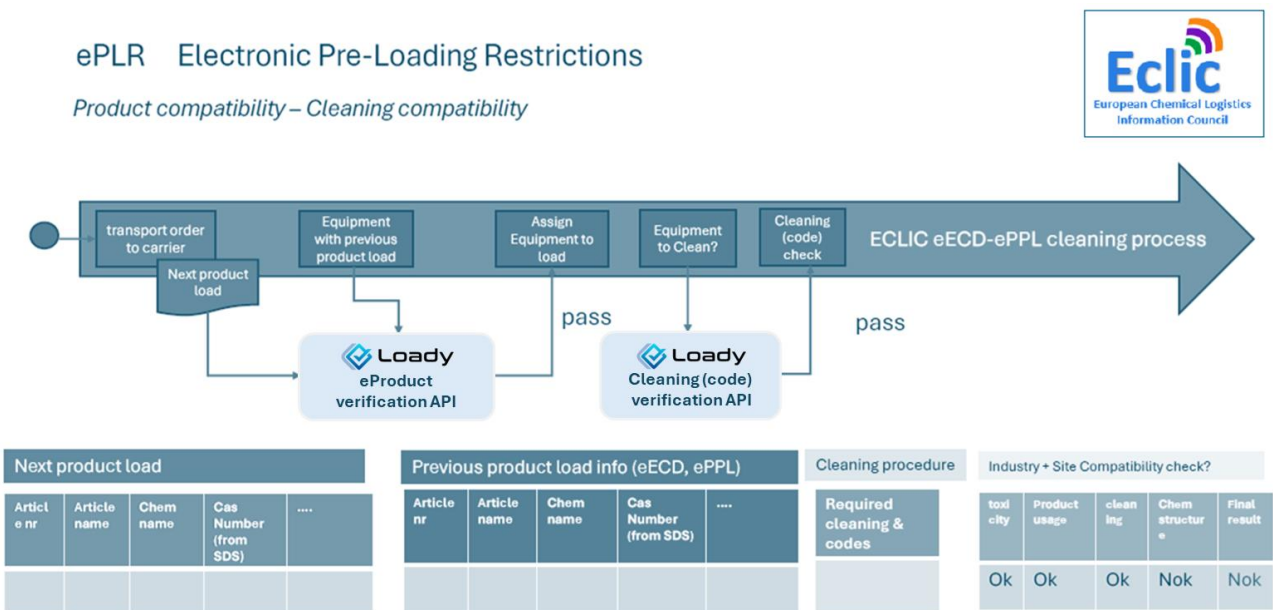 ePLR Electronic Pre-Loading Restrictions
Product compatibility – Cleaning compatibility
Eclic
European Chemical Logistics
Information Council
transport order
to carrier
Next product
load
Equipment
with previous
product load
Assign
Equipment to
load
Equipment
to Clean?
Cleaning
(code)
check
ECLIC eECD-ePPL cleaning process
pass
pass
Loady
eProduct
verification API
Loady
Cleaning (code)
verification API
Next product load
Articl
e nr
Article
name
Chem
name
Cas
Number
(from
SDS)
....
Previous product load info (eECD, ePPL)
Article
nr
Article
name
Chem
name
Cas
Number
(from SDS)
....
Cleaning procedure
Required
cleaning &
codes
Industry + Site Compatibility check?
toxi
city
Product
usage
clean
ing
Chem
structur
e
Final
result
Ok Ok Ok Nok Nok